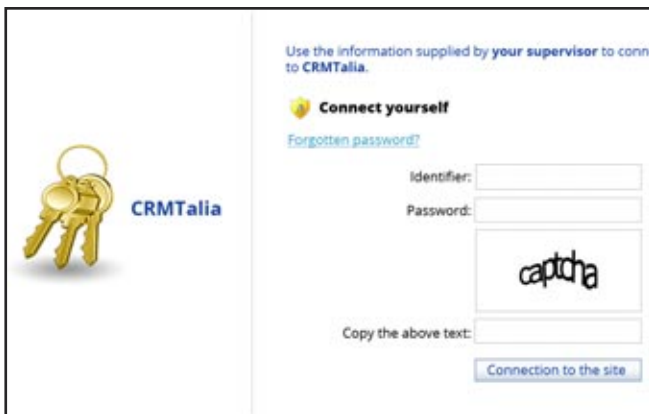 Use the information supplied by your supervisor to conn
to CRMTalia.
Connect yourself
Forgotten password?
CRMTalia
Identifier:
Password:
captcha
Copy the above text:
Connection to the site